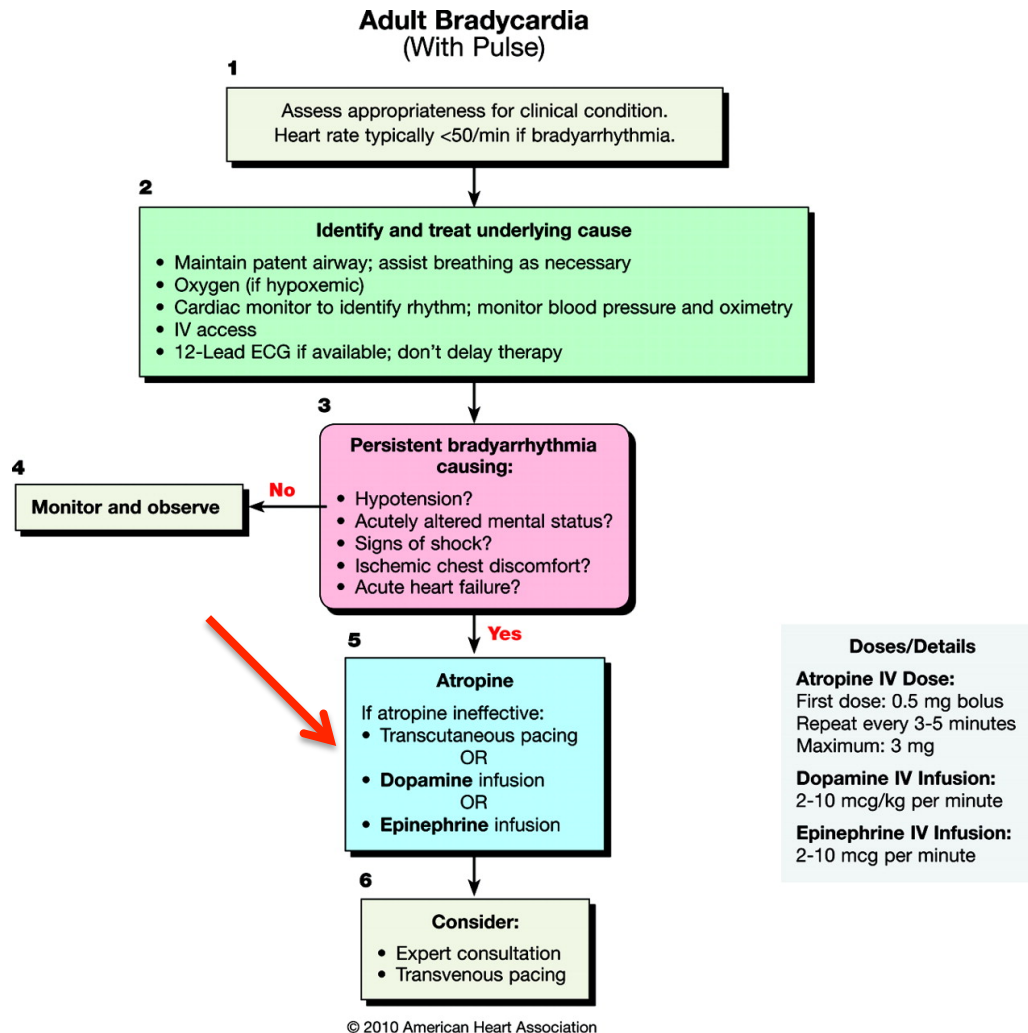 Adult Bradycardia
(With Pulse)
1
Assess appropriateness for clinical condition.
Heart rate typically <50/min if bradyarrhythmia.
2
Identify and treat underlying cause
• Maintain patent airway; assist breathing as necessary
• Oxygen (if hypoxemic)
• Cardiac monitor to identify rhythm; monitor blood pressure and oximetry
• IV access
• 12-Lead ECG if available; don't delay therapy
3
Persistent bradyarrhythmia
causing:
• Hypotension?
• Acutely altered mental status?
• Signs of shock?
• Ischemic chest discomfort?
• Acute heart failure?
No
4
Monitor and observe
Yes
5
Atropine
If atropine ineffective:
• Transcutaneous pacing
OR
• Dopamine infusion
OR
• Epinephrine infusion
Doses/Details
Atropine IV Dose:
First dose: 0.5 mg bolus
Repeat every 3-5 minutes
Maximum: 3 mg
Dopamine IV Infusion:
2-10 mcg/kg per minute
Epinephrine IV Infusion:
2-10 mcg per minute
6
Consider:
• Expert consultation
• Transvenous pacing
© 2010 American Heart Association